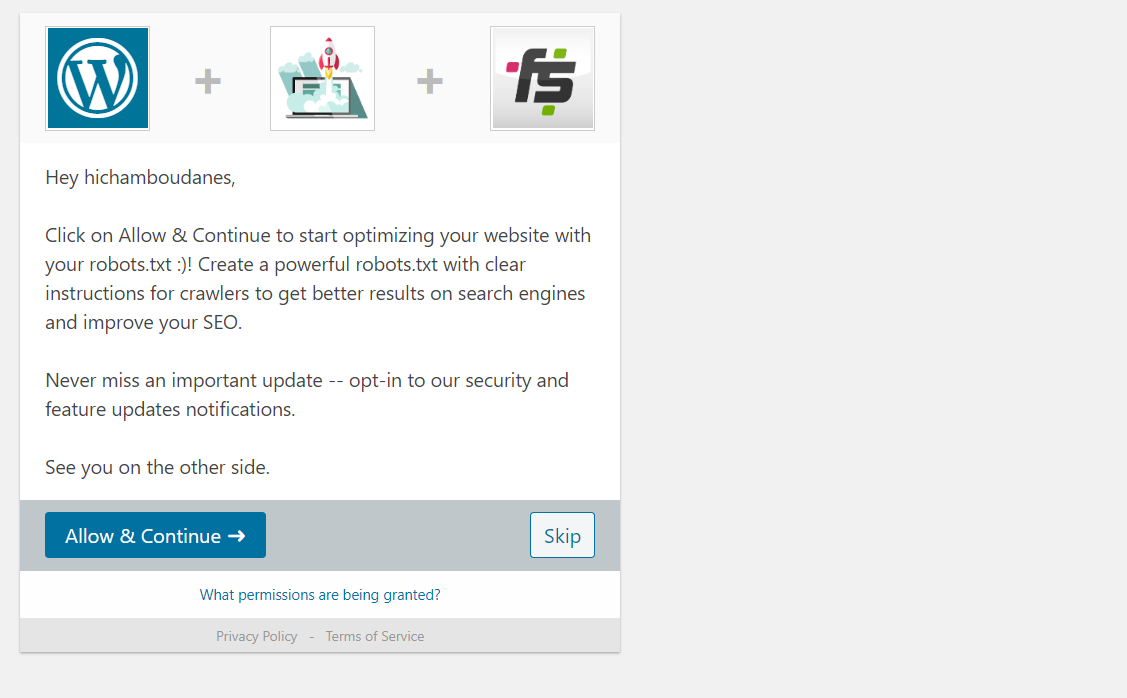 Hey hichamboudanes,
Click on Allow & Continue to start optimizing your website with
your robots.txt :)! Create a powerful robots.txt with clear
instructions for crawlers to get better results on search engines
and improve your SEO.
Never miss an important update -- opt-in to our security and
feature updates notifications.
See you on the other side.
Allow & Continue ➜
Skip
What permissions are being granted?
Privacy Policy - Terms of Service